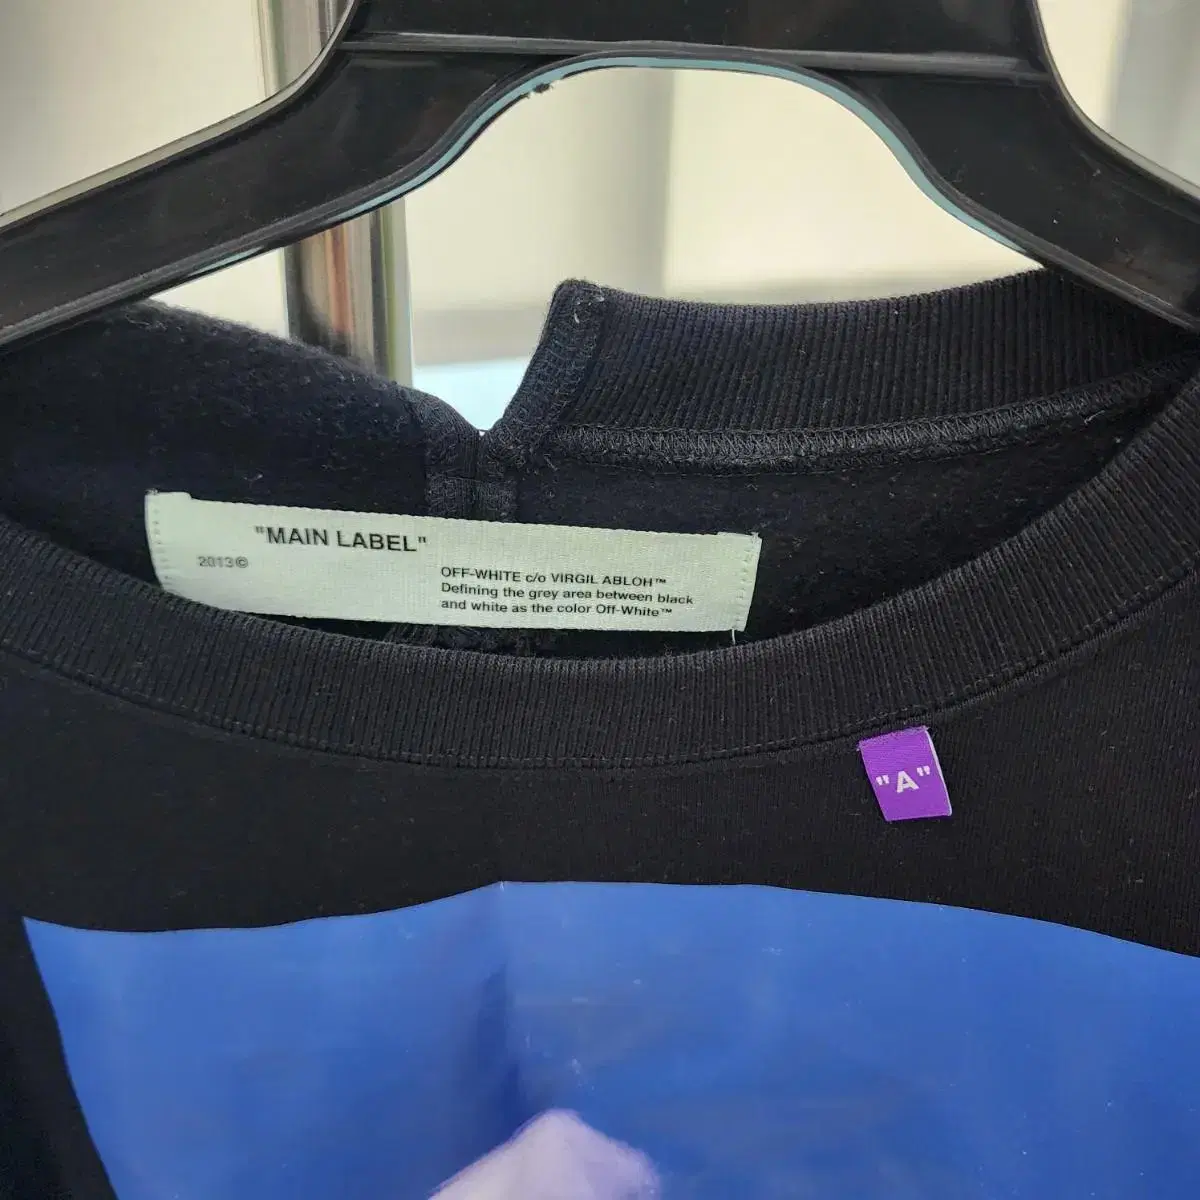 "MAIN LABEL"
2013©
OFF-WHITE c/o VIRGIL ABLOH™
Defining the grey area between black
and white as the color Off-White™
"A"